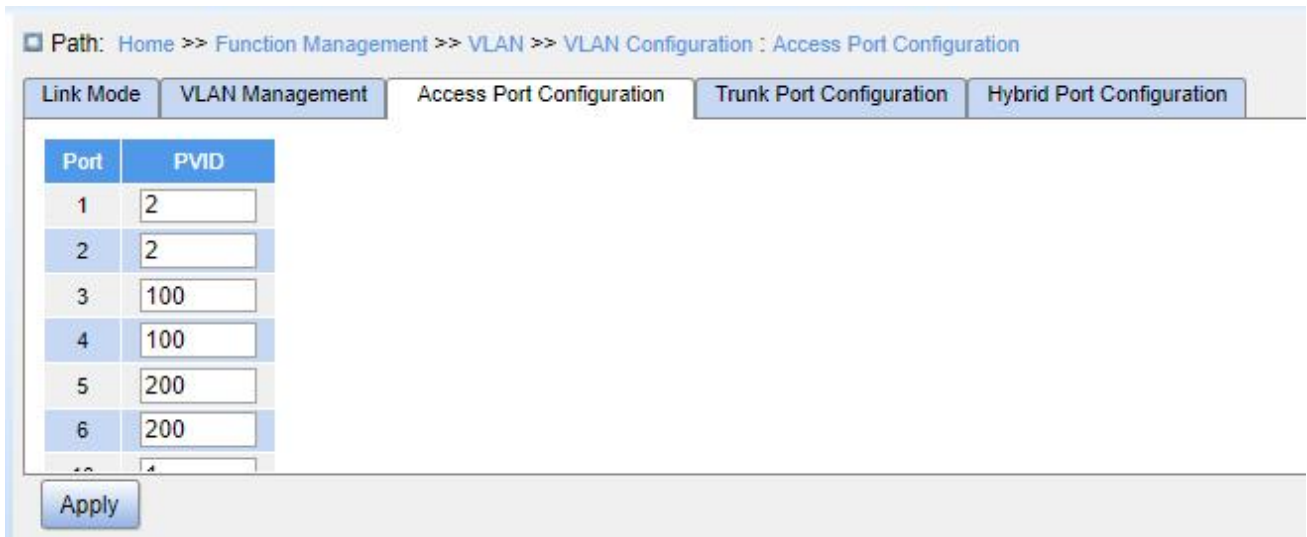 Path: Home >> Function Management >> VLAN >> VLAN Configuration : Access Port Configuration
Link Mode VLAN Management Access Port Configuration Trunk Port Configuration Hybrid Port Configuration
Port PVID
1 2
2 2
3 100
4 100
5 200
6 200
Apply